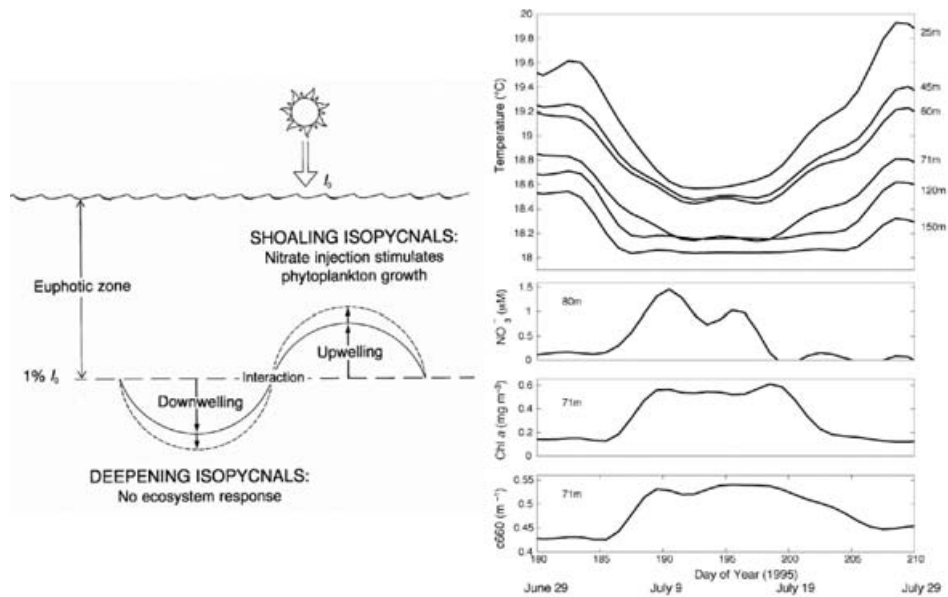 I₀
SHOALING ISOPYCNALS:
Nitrate injection stimulates
phytoplankton growth
Euphotic zone
1% I₀
Interaction
Upwelling
Downwelling
DEEPENING ISOPYCNALS:
No ecosystem response
Temperature (°C)
20
19.8
19.6
19.4
19.2
19
18.8
18.6
18.4
18.2
18
25m
45m
60m
71m
120m
150m
NO₃⁻ (μM)
1.5
1
0.5
0
80m
Chl a (mg m⁻³)
0.6
0.4
0.2
0
71m
c660 (m⁻¹)
0.55
0.5
0.45
0.4
71m
180 185 190 195 200 205 210
Day of Year (1995)
June 29 July 9 July 19 July 29